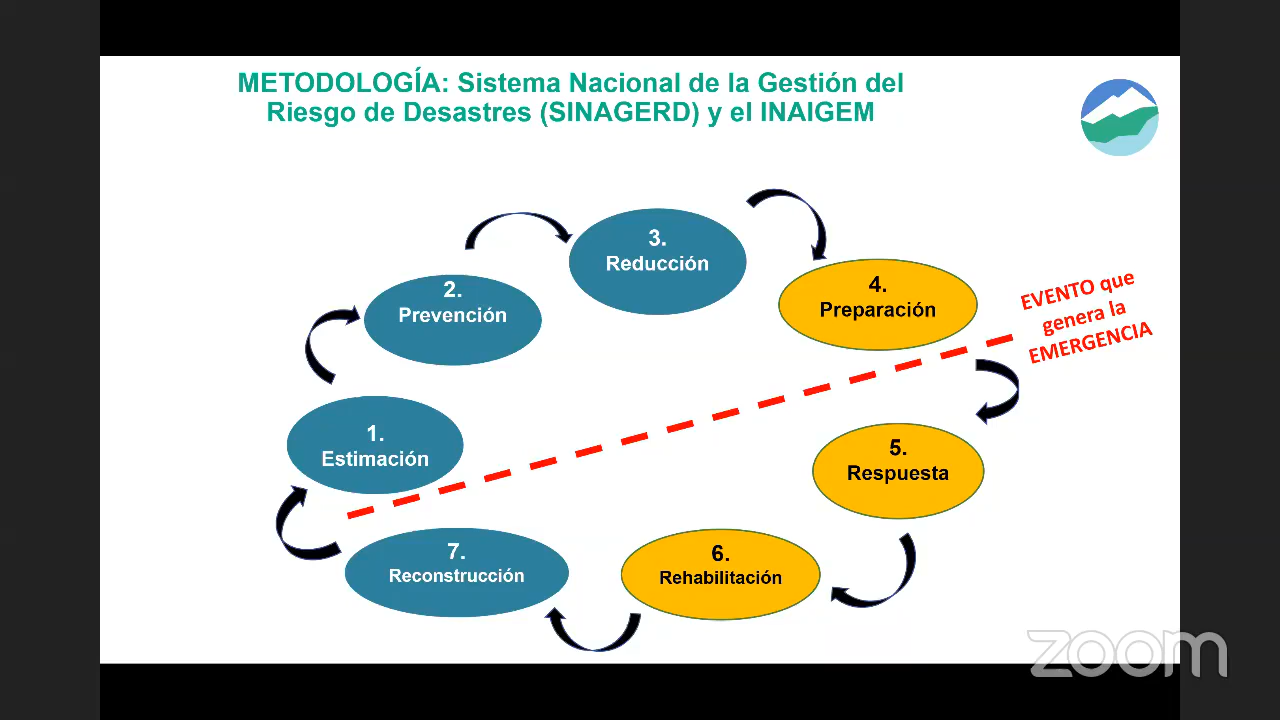 METODOLOGÍA: Sistema Nacional de la Gestión del
Riesgo de Desastres (SINAGERD) y el INAIGEM
3.
Reducción
2.
Prevención
4.
Preparación
EVENTO que
genera la
EMERGENCIA
1.
Estimación
5.
Respuesta
7.
Reconstrucción
6.
Rehabilitación
zoom